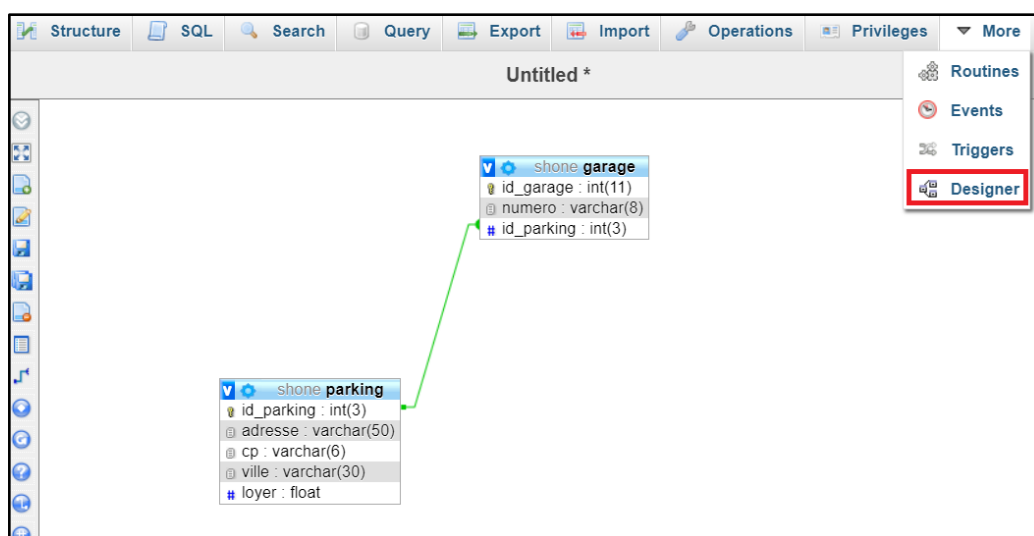 Structure SQL Search Query Export Import Operations Privileges More
Untitled *
Routines
Events
Triggers
Designer
v shone garage
id_garage : int(11)
numero : varchar(8)
# id_parking : int(3)
v shone parking
id_parking : int(3)
adresse : varchar(50)
cp : varchar(6)
ville : varchar(30)
# loyer : float